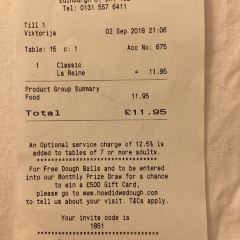 Tel: 0131 557 6411
Till 1
Viktorija 02 Sep 2018 21:06
Table: 15 c: 1 Acc No: 675
1 Classic
La Reine = 11.95
Product Group Summary
Food 11.95
Total £11.95
An Optional service charge of 12.5% is
added to tables of 7 or more adults.
****************************************
For Free Dough Balls and to be entered
into our Monthly Prize Draw for a chance
to win a £500 Gift Card,
please go to www.howdidwedough.com
to tell us about your visit. T&Cs apply.
****************************************
Your invite code is
1851